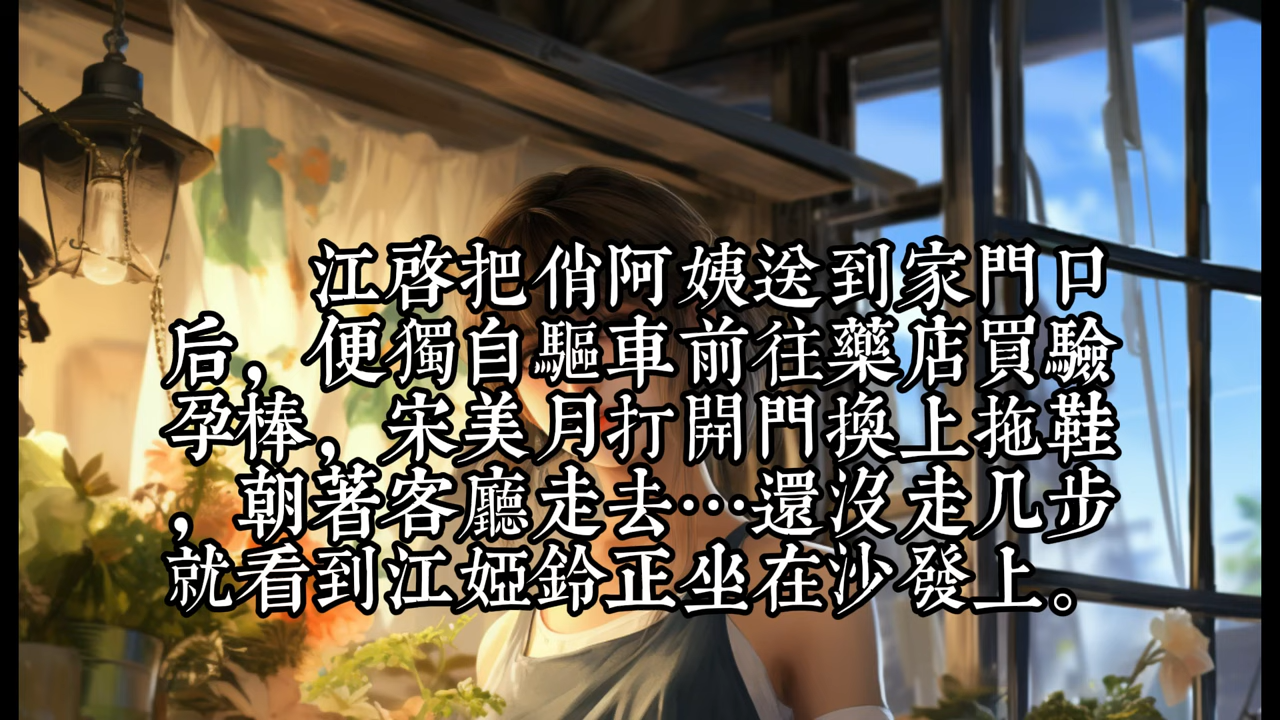 江啓把俏阿姨送到家門口
后，便獨自驅車前往藥店買驗
孕棒，宋美月打開門換上拖鞋
，朝著客廳走去…還沒走几步
就看到江婭鈴正坐在沙發上。